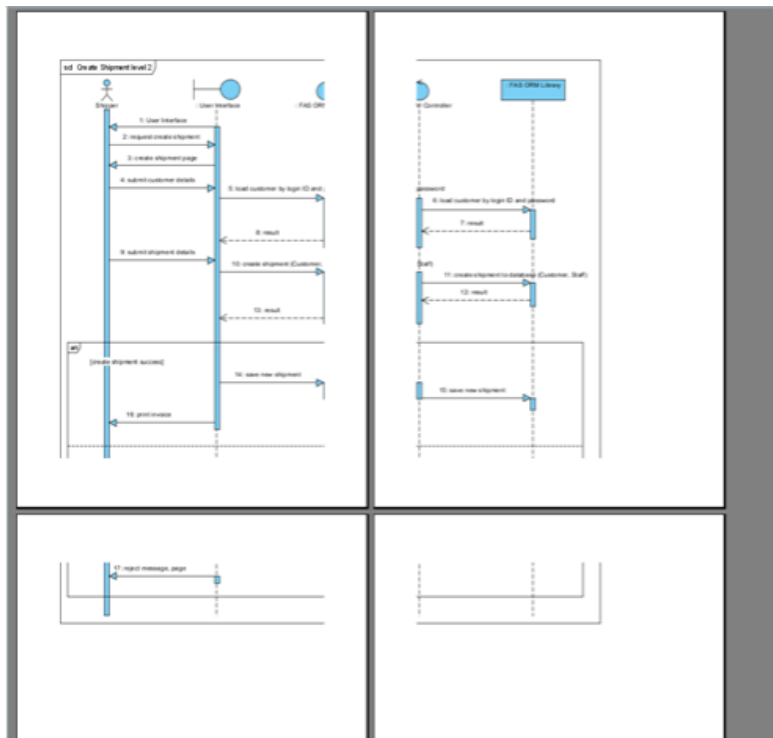 sd Create Shipment level 2
Shipper
: User Interface
: FAS ORM
Controller
: FAS ORM Library
1: User Interface
2: request create shipment
3: create shipment page
4: submit customer details
5: load customer by login ID and
password)
6: load customer by login ID and password
7: result
8: result
9: submit shipment details
10: create shipment (Customer,
Staff)
11: create shipment to database (Customer, Staff)
12: result
13: result
alt
[create shipment success]
14: save new shipment
15: save new shipment
16: print invoice
17: reject message, page